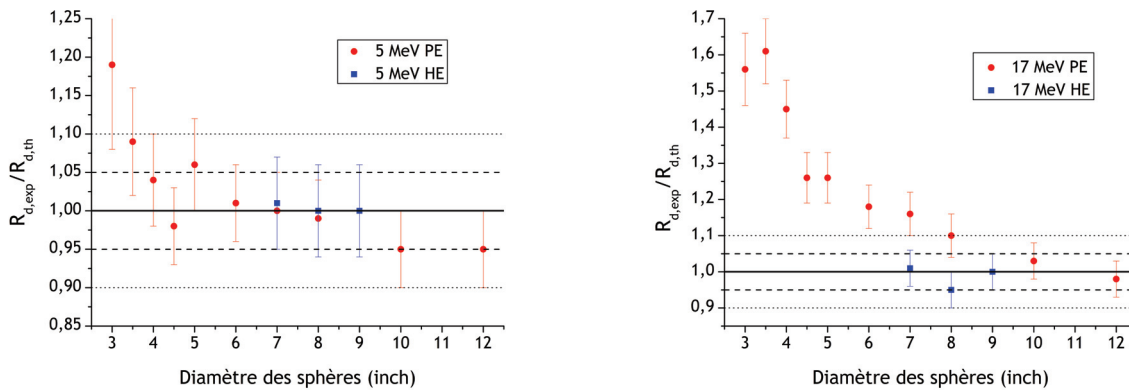 1,25
1,20
1,15
1,10
1,05
1,00
0,95
0,90
0,85
R_d,exp/R_d,th
5 MeV PE
5 MeV HE
3 4 5 6 7 8 9 10 11 12
Diamètre des sphères (inch)
1,7
1,6
1,5
1,4
1,3
1,2
1,1
1,0
0,9
R_d,exp/R_d,th
17 MeV PE
17 MeV HE
3 4 5 6 7 8 9 10 11 12
Diamètre des sphères (inch)